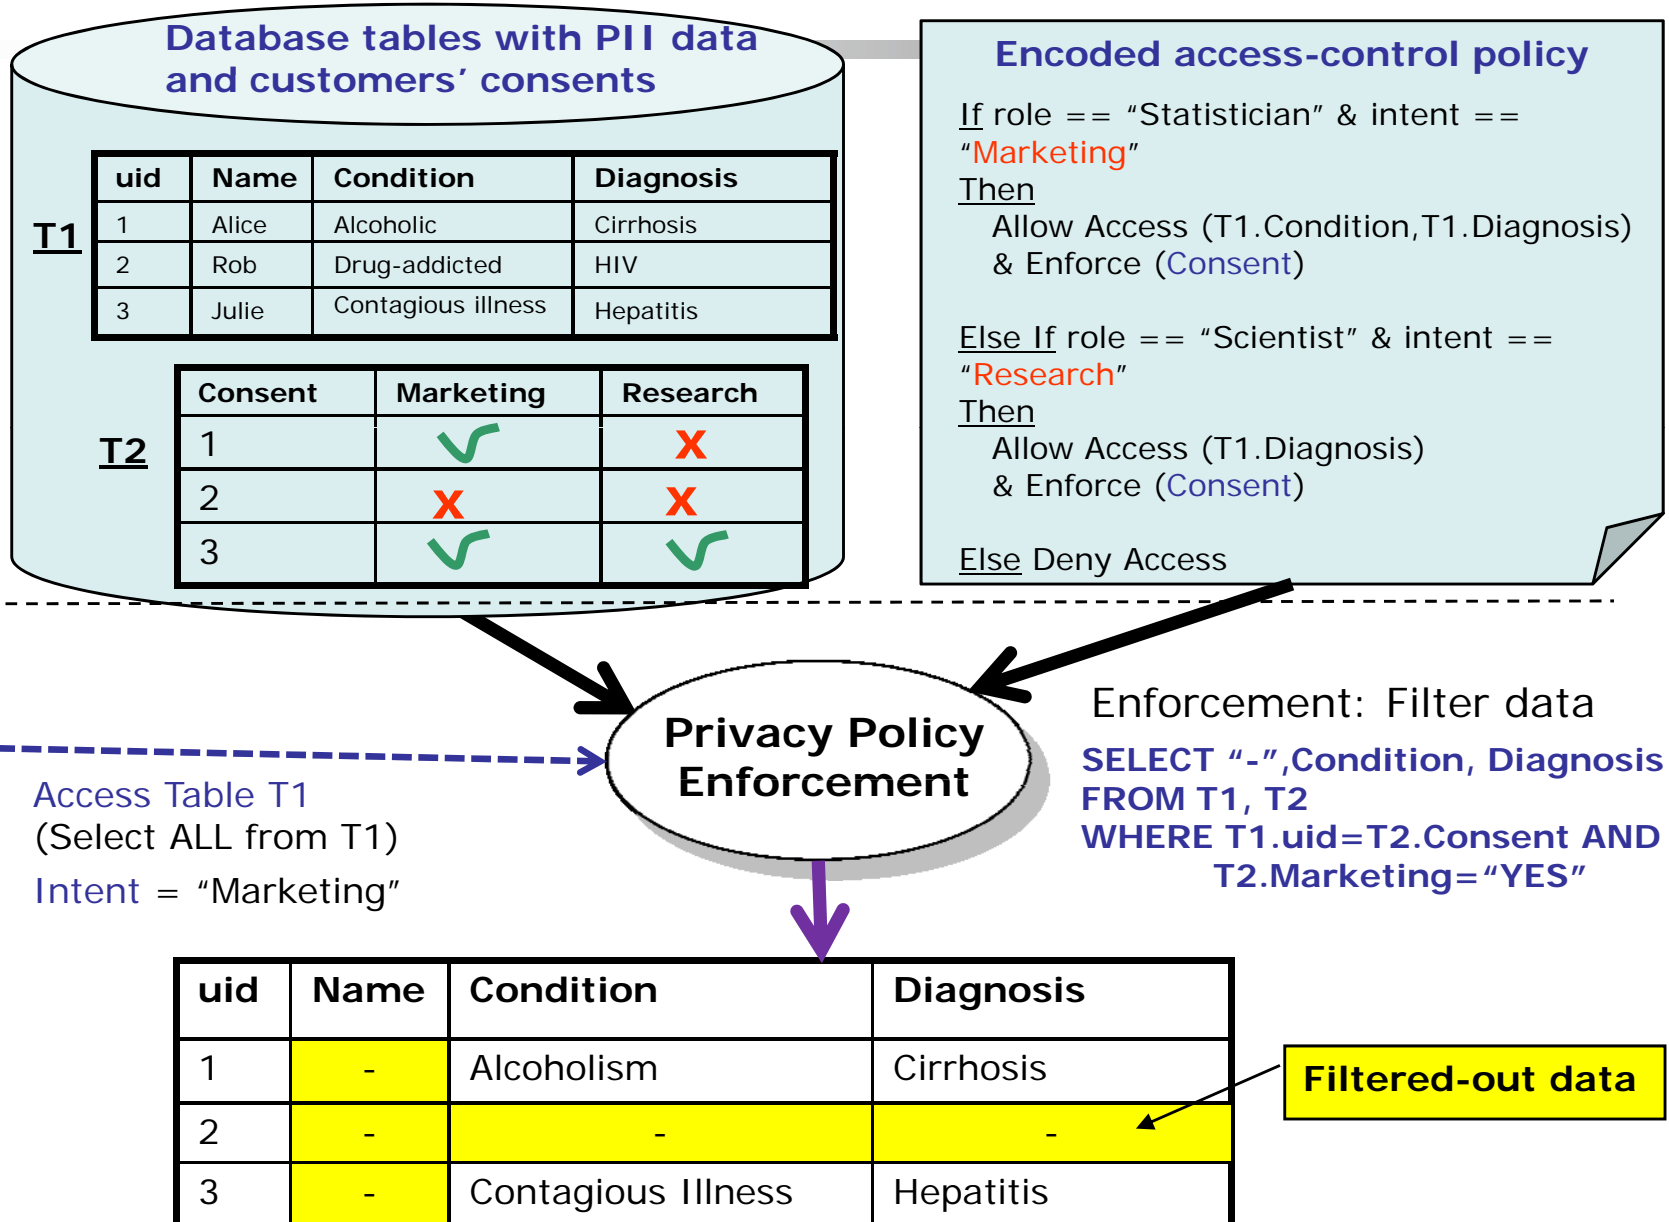 Database tables with PII data
and customers’ consents
T1
uid Name Condition Diagnosis
1 Alice Alcoholic Cirrhosis
2 Rob Drug-addicted HIV
3 Julie Contagious illness Hepatitis
T2
Consent Marketing Research
1 ✓ X
2 X X
3 ✓ ✓
Encoded access-control policy
If role == “Statistician” & intent ==
“Marketing”
Then
Allow Access (T1.Condition,T1.Diagnosis)
& Enforce (Consent)
Else If role == “Scientist” & intent ==
“Research”
Then
Allow Access (T1.Diagnosis)
& Enforce (Consent)
Else Deny Access
Privacy Policy
Enforcement
Access Table T1
(Select ALL from T1)
Intent = “Marketing”
Enforcement: Filter data
SELECT “-”,Condition, Diagnosis
FROM T1, T2
WHERE T1.uid=T2.Consent AND
T2.Marketing=“YES”
uid Name Condition Diagnosis
1 - Alcoholism Cirrhosis
2 - - -
3 - Contagious Illness Hepatitis
Filtered-out data